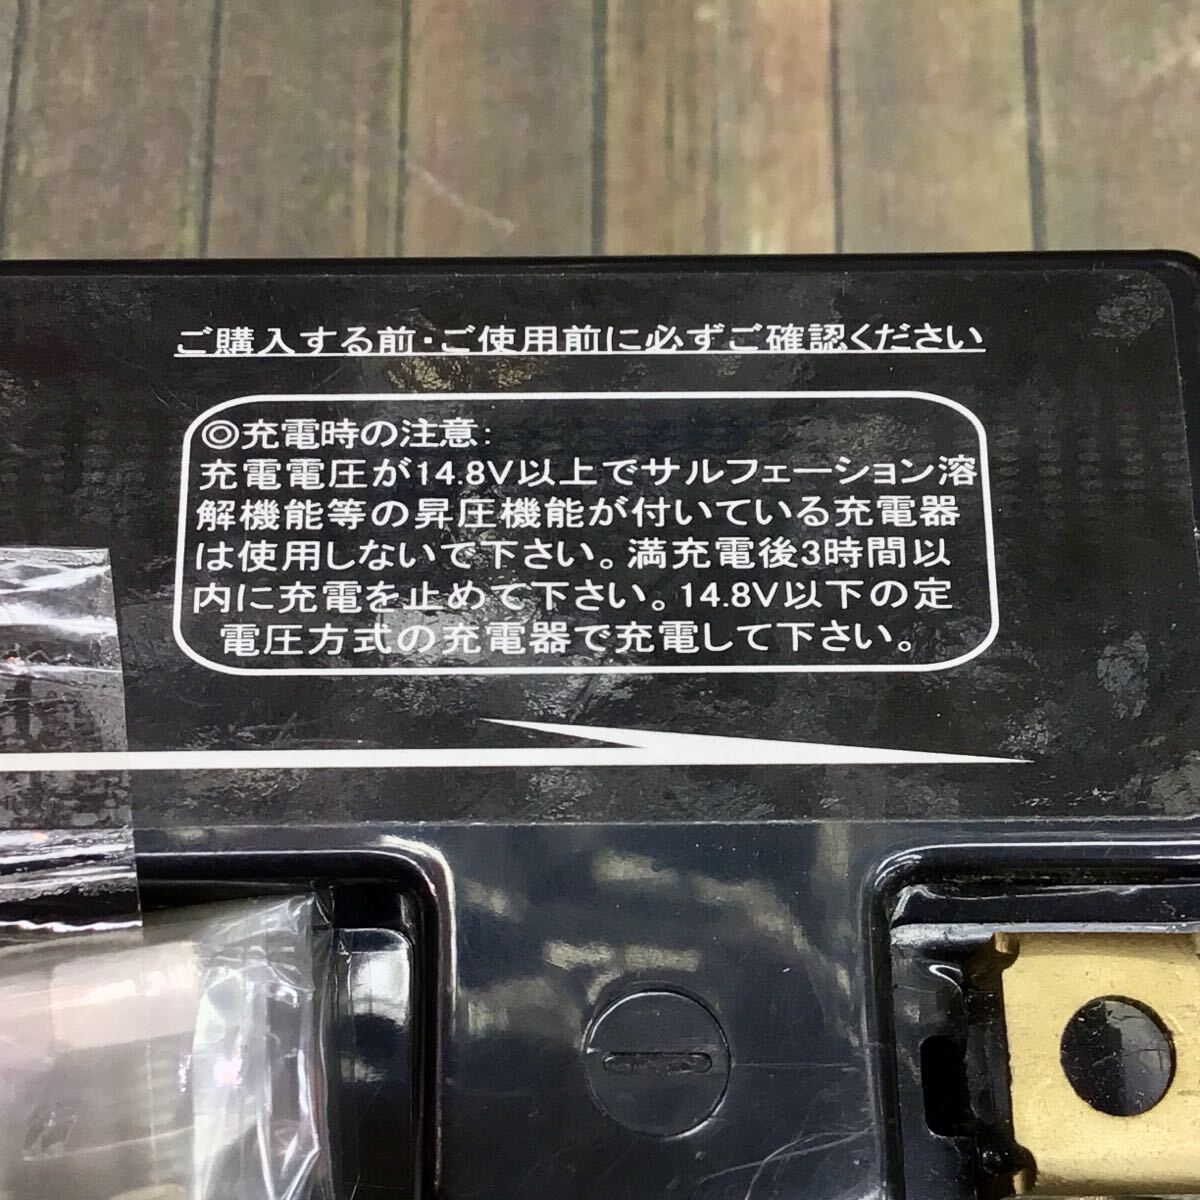 ご購入する前・ご使用前に必ずご確認ください
◎充電時の注意:
充電電圧が14.8V以上でサルフェーション溶
解機能等の昇圧機能が付いている充電器
は使用しないで下さい。満充電後3時間以
内に充電を止めて下さい。14.8V以下の定
電圧方式の充電器で充電して下さい。